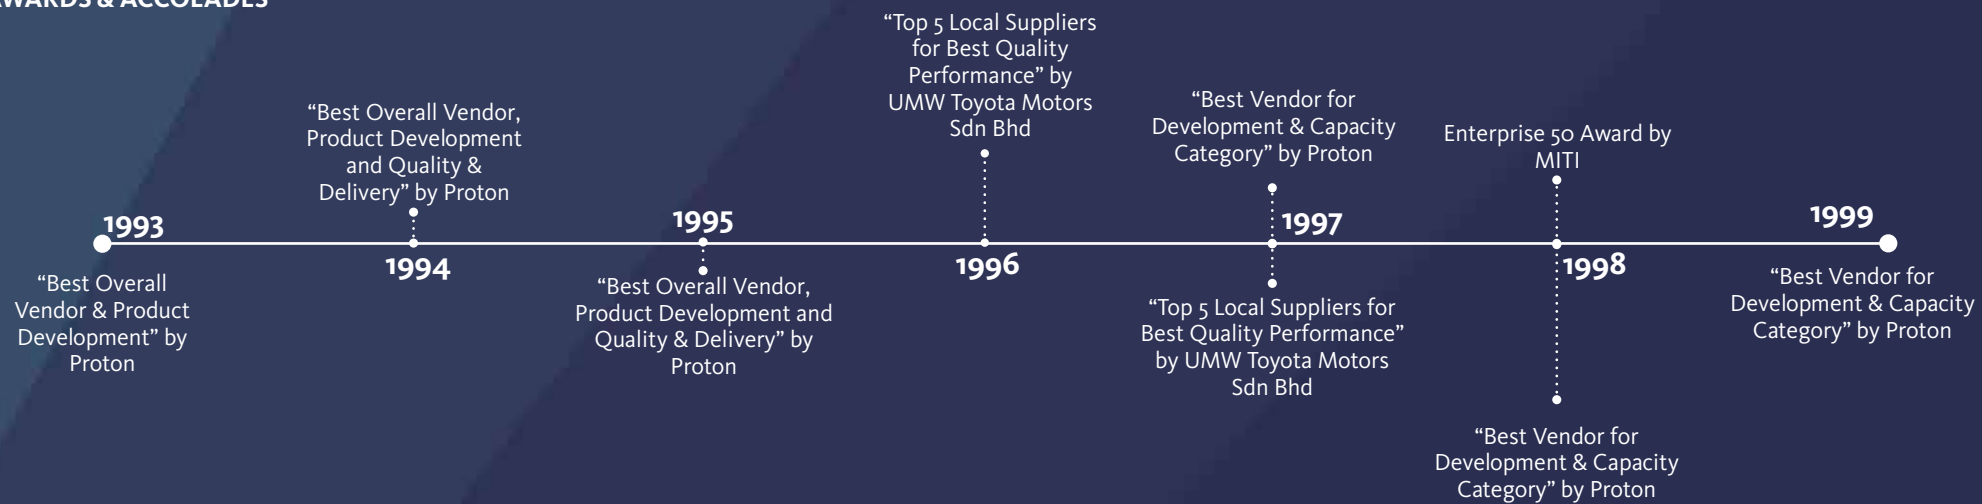 AWARDS & ACCOLADES
1993
“Best Overall
Vendor & Product
Development” by
Proton
“Best Overall Vendor,
Product Development
and Quality &
Delivery” by Proton
1994
1995
“Best Overall Vendor,
Product Development and
Quality & Delivery” by
Proton
“Top 5 Local Suppliers
for Best Quality
Performance” by
UMW Toyota Motors
Sdn Bhd
1996
“Best Vendor for
Development & Capacity
Category” by Proton
1997
“Top 5 Local Suppliers for
Best Quality Performance”
by UMW Toyota Motors
Sdn Bhd
Enterprise 50 Award by
MITI
1998
“Best Vendor for
Development & Capacity
Category” by Proton
1999
“Best Vendor for
Development & Capacity
Category” by Proton